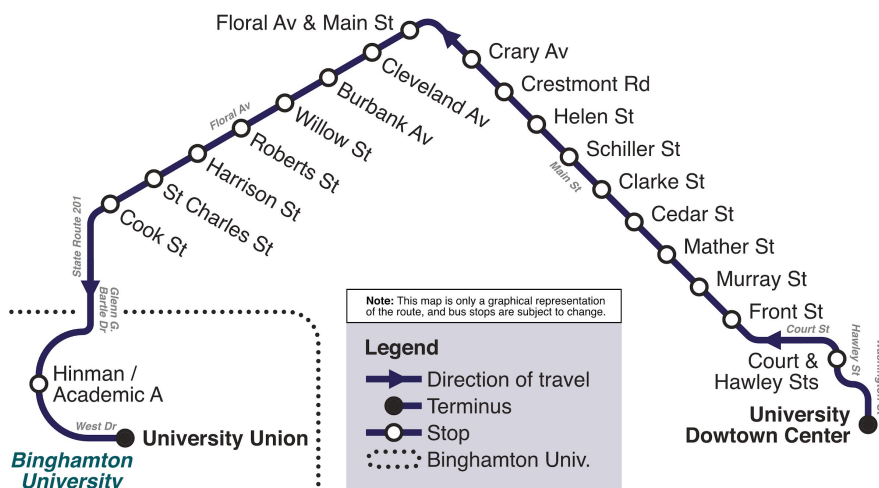 Floral Av & Main St
Cleveland Av
Burbank Av
Willow St
Roberts St
Harrison St
St Charles St
Cook St
Floral Av
State Route 201
Glenn G.
Bartle Dr
Crary Av
Crestmont Rd
Helen St
Schiller St
Clarke St
Cedar St
Mather St
Murray St
Front St
Main St
Court St
Hawley St
Court &
Hawley Sts
University
Dowtown Center
Hinman /
Academic A
West Dr
University Union
Binghamton
University
Note: This map is only a graphical representation
of the route, and bus stops are subject to change.
Legend
Direction of travel
Terminus
Stop
Binghamton Univ.